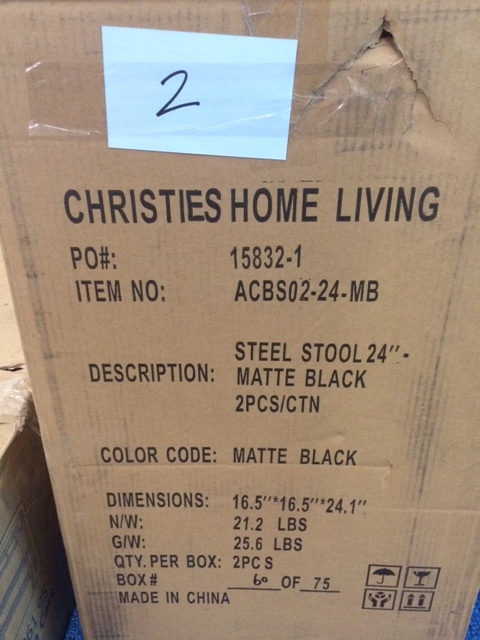 2
CHRISTIES HOME LIVING
PO#: 15832-1
ITEM NO: ACBS02-24-MB
STEEL STOOL 24"-
DESCRIPTION: MATTE BLACK
2PCS/CTN
COLOR CODE: MATTE BLACK
DIMENSIONS: 16.5"*16.5"*24.1"
N/W: 21.2 LBS
G/W: 25.6 LBS
QTY.PER BOX: 2PCS
BOX# 60 OF 75
MADE IN CHINA